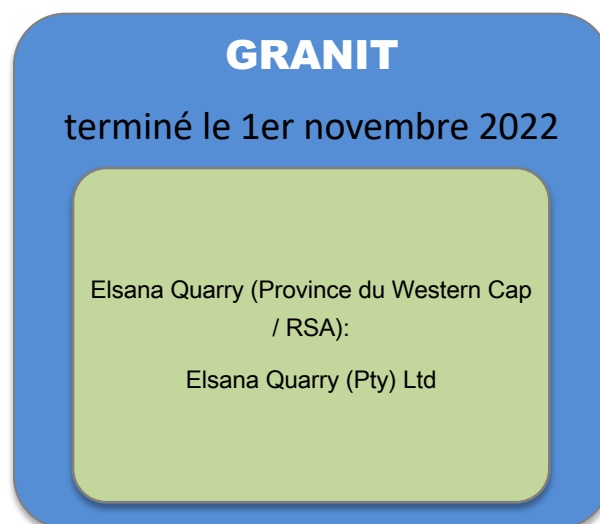 GRANIT
terminé le 1er novembre 2022
Elsana Quarry (Province du Western Cap
/ RSA):
Elsana Quarry (Pty) Ltd